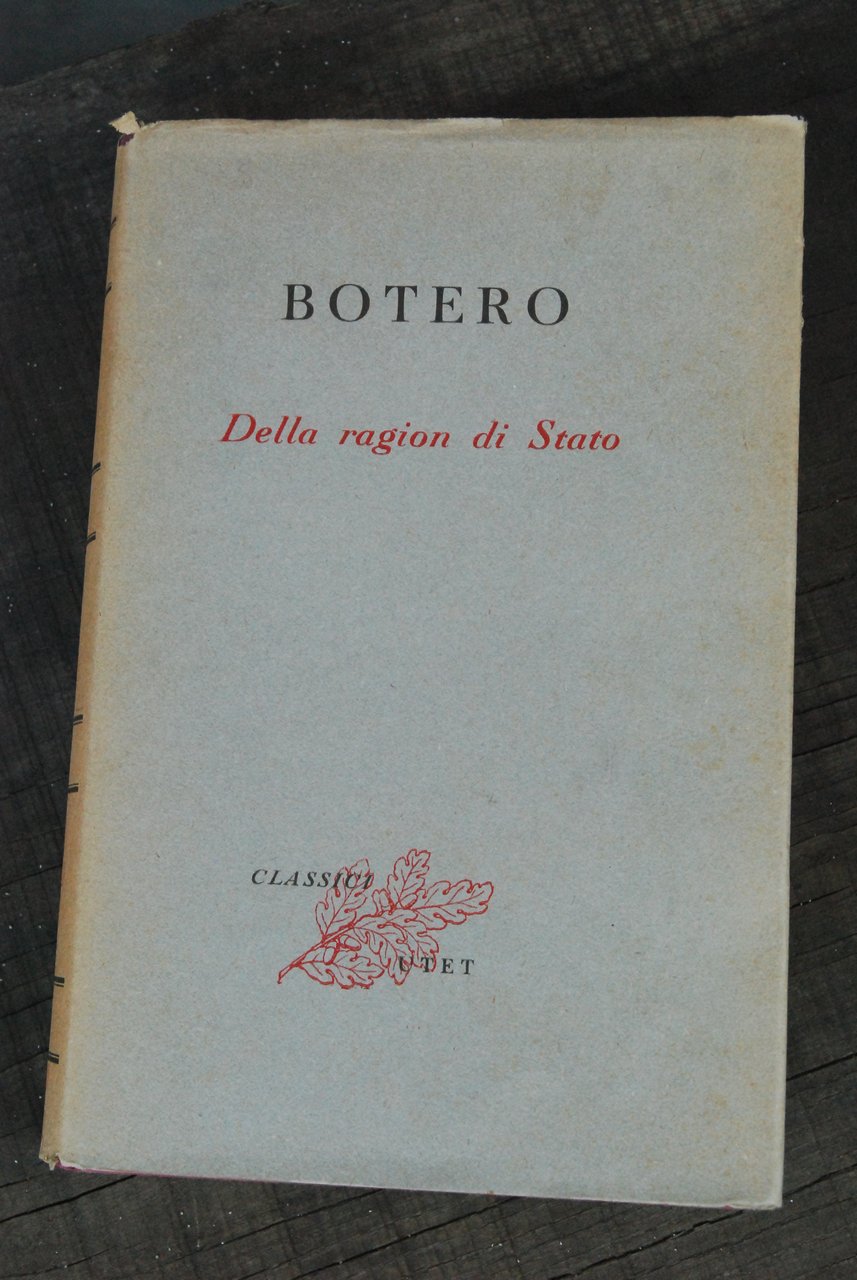 BOTERO
Della ragion di Stato
CLASSICI
UTET